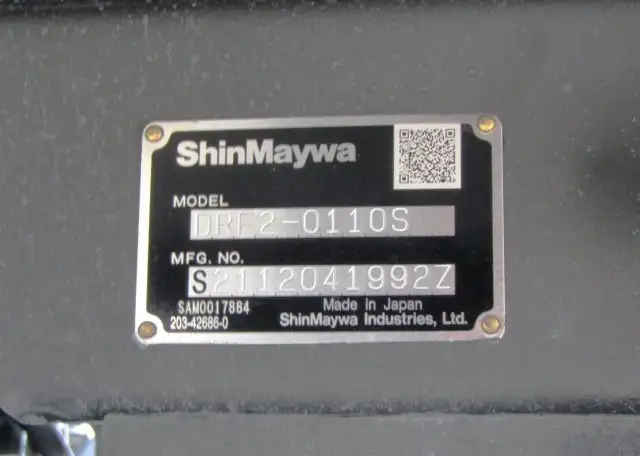 ShinMaywa
MODEL
DRF2-0110S
MFG. NO.
S2112041992Z
SAM0017884
Made in Japan
203-42686-0
ShinMaywa Industries, Ltd.